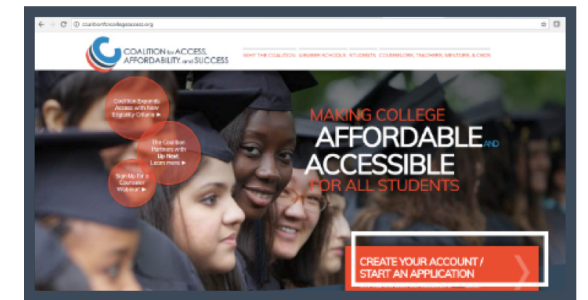 coalitionforcollegeaccess.org
COALITION for ACCESS,
AFFORDABILITY and SUCCESS
WHY THE COALITION MEMBER SCHOOLS STUDENTS COUNSELORS, TEACHERS, MENTORS, & CBOS
Coalition Expands
Access with New
Eligibility Criteria ►
The Coalition
Partners with
Up Next
Learn more ►
Sign Up for a
Counselor
Webinar ►
MAKING COLLEGE
AFFORDABLE AND
ACCESSIBLE
FOR ALL STUDENTS
CREATE YOUR ACCOUNT /
START AN APPLICATION